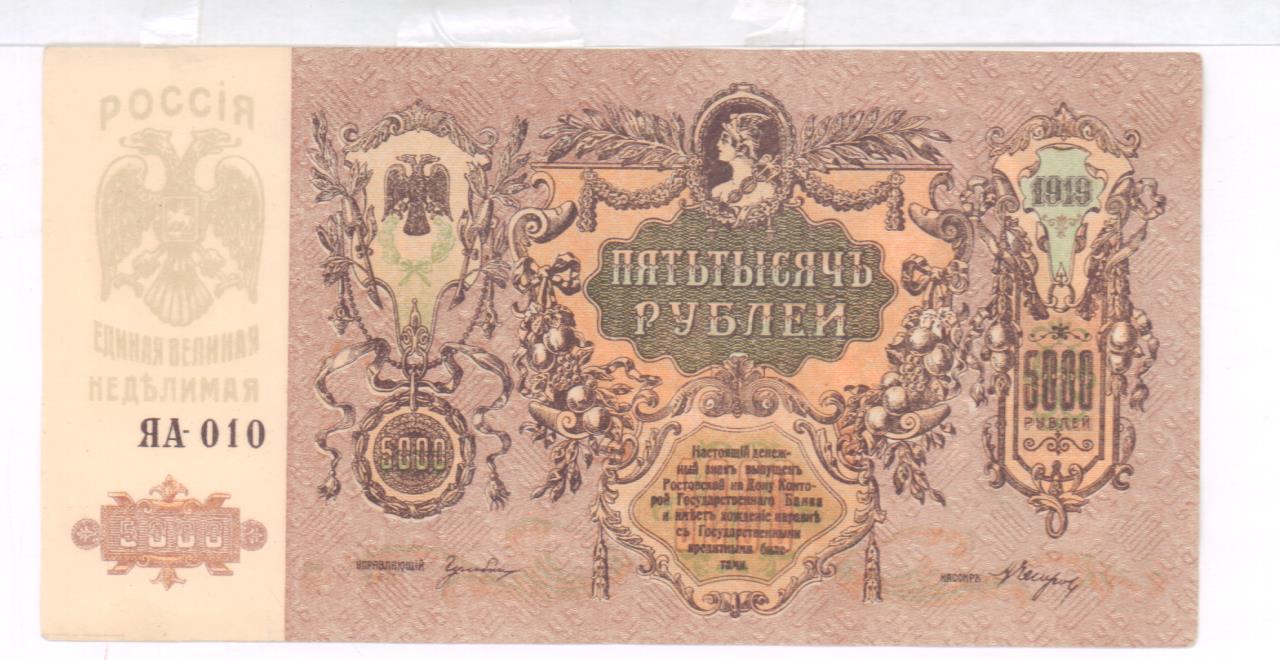 РОССІЯ
ЕДИНАЯ ВЕЛИКАЯ
НЕДѢЛИМАЯ
ЯА-010
5000
5000
ПЯТЬТЫСЯЧЪ
РУБЛЕЙ
Настоящій денеж-
ный знакъ выпущенъ
Ростовской на Дону Конто-
рой Государственнаго Банка
и имѣетъ хожденіе наравнѣ
съ Государственными
кредитными биле-
тами.
1919
5000
РУБЛЕЙ
УПРАВЛЯЮЩІЙ
КАССИРЪ